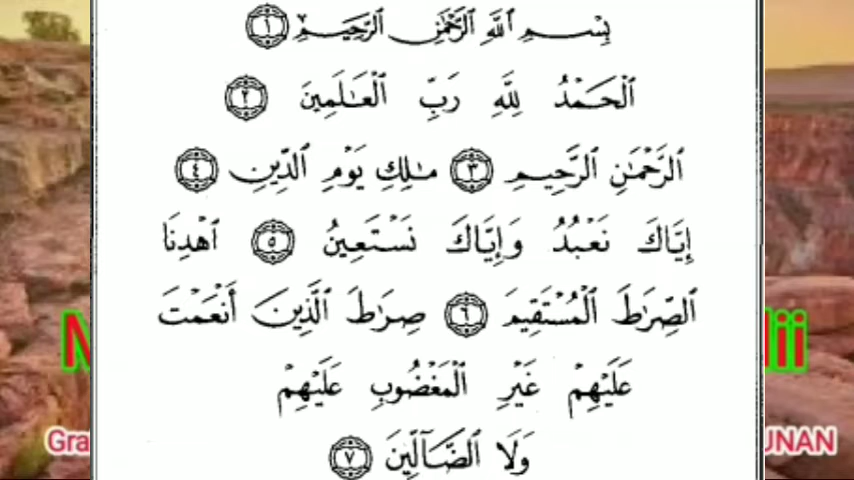 بِسْمِ ٱللَّهِ ٱلرَّحْمَٰنِ ٱلرَّحِيمِ ١
ٱلْحَمْدُ لِلَّهِ رَبِّ ٱلْعَٰلَمِينَ ٢
ٱلرَّحْمَٰنِ ٱلرَّحِيمِ ٣ مَٰلِكِ يَوْمِ ٱلدِّينِ ٤
إِيَّاكَ نَعْبُدُ وَإِيَّاكَ نَسْتَعِينُ ٥ ٱهْدِنَا
ٱلصِّرَٰطَ ٱلْمُسْتَقِيمَ ٦ صِرَٰطَ ٱلَّذِينَ أَنْعَمْتَ
عَلَيْهِمْ غَيْرِ ٱلْمَغْضُوبِ عَلَيْهِمْ
وَلَا ٱلضَّآلِّينَ ٧